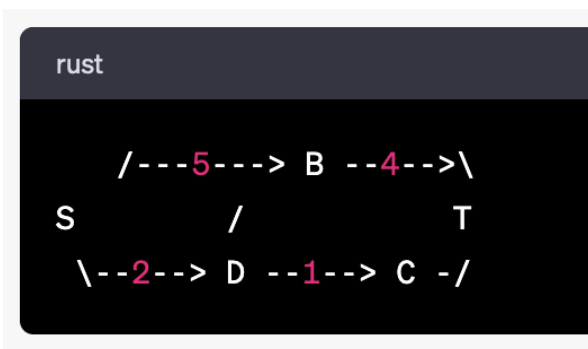 rust
/---5---> B --4-->\
S          /              T
\--2--> D --1--> C -/